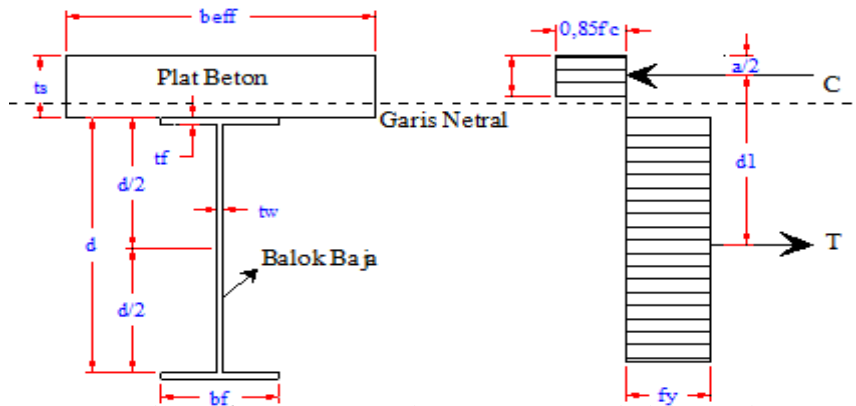 beff
0,85f'c
ts
Plat Beton
a/2
C
Garis Netral
tf
d/2
d1
tw
d
T
Balok Baja
d/2
bf
fy